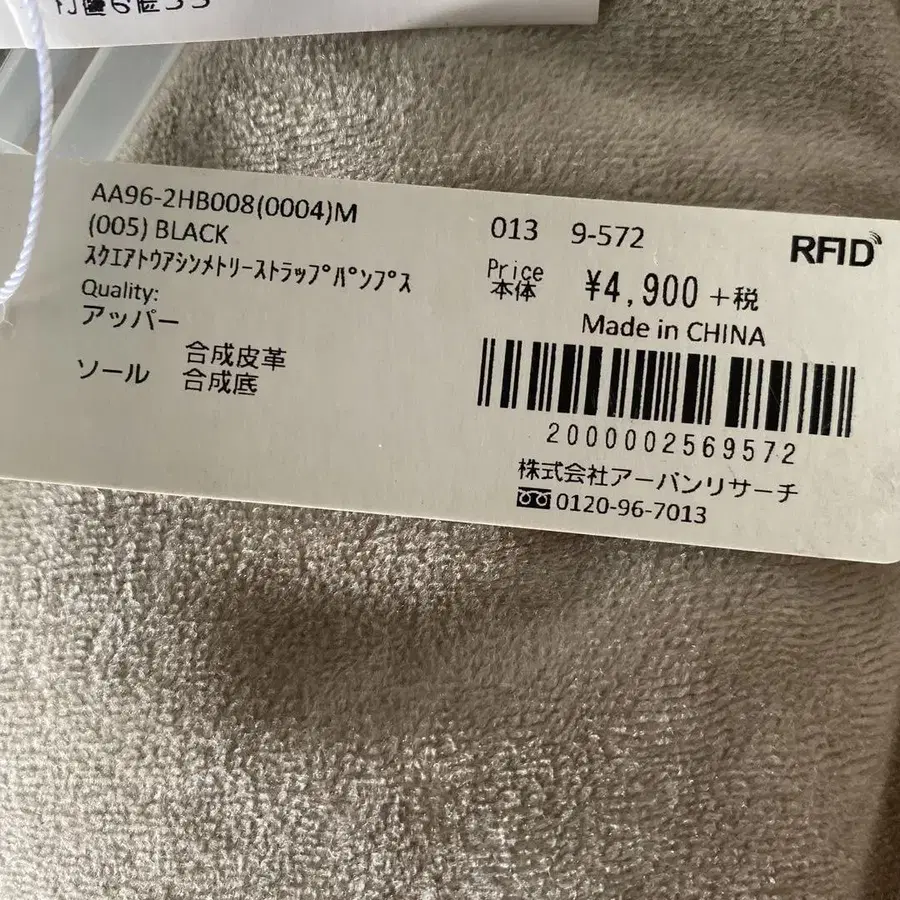 AA96-2HB008(0004)M
(005) BLACK
ｽｸｴｱﾄｳｱｼﾝﾒﾄﾘｰｽﾄﾗｯﾌﾟﾊﾟﾝﾌﾟｽ
Quality:
アッパー
合成皮革
ソール 合成底
013 9-572
RFID
Price
本体 ¥4,900 +税
Made in CHINA
2000002569572
株式会社アーバンリサーチ
0120-96-7013